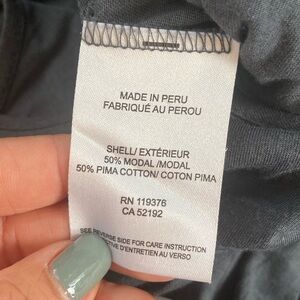 MADE IN PERU
FABRIQUÉ AU PEROU
SHELL/ EXTÉRIEUR
50% MODAL /MODAL
50% PIMA COTTON/ COTON PIMA
RN 119376
CA 52192
SEE REVERSE SIDE FOR CARE INSTRUCTION
D'ENTRETIEN AU VERSO